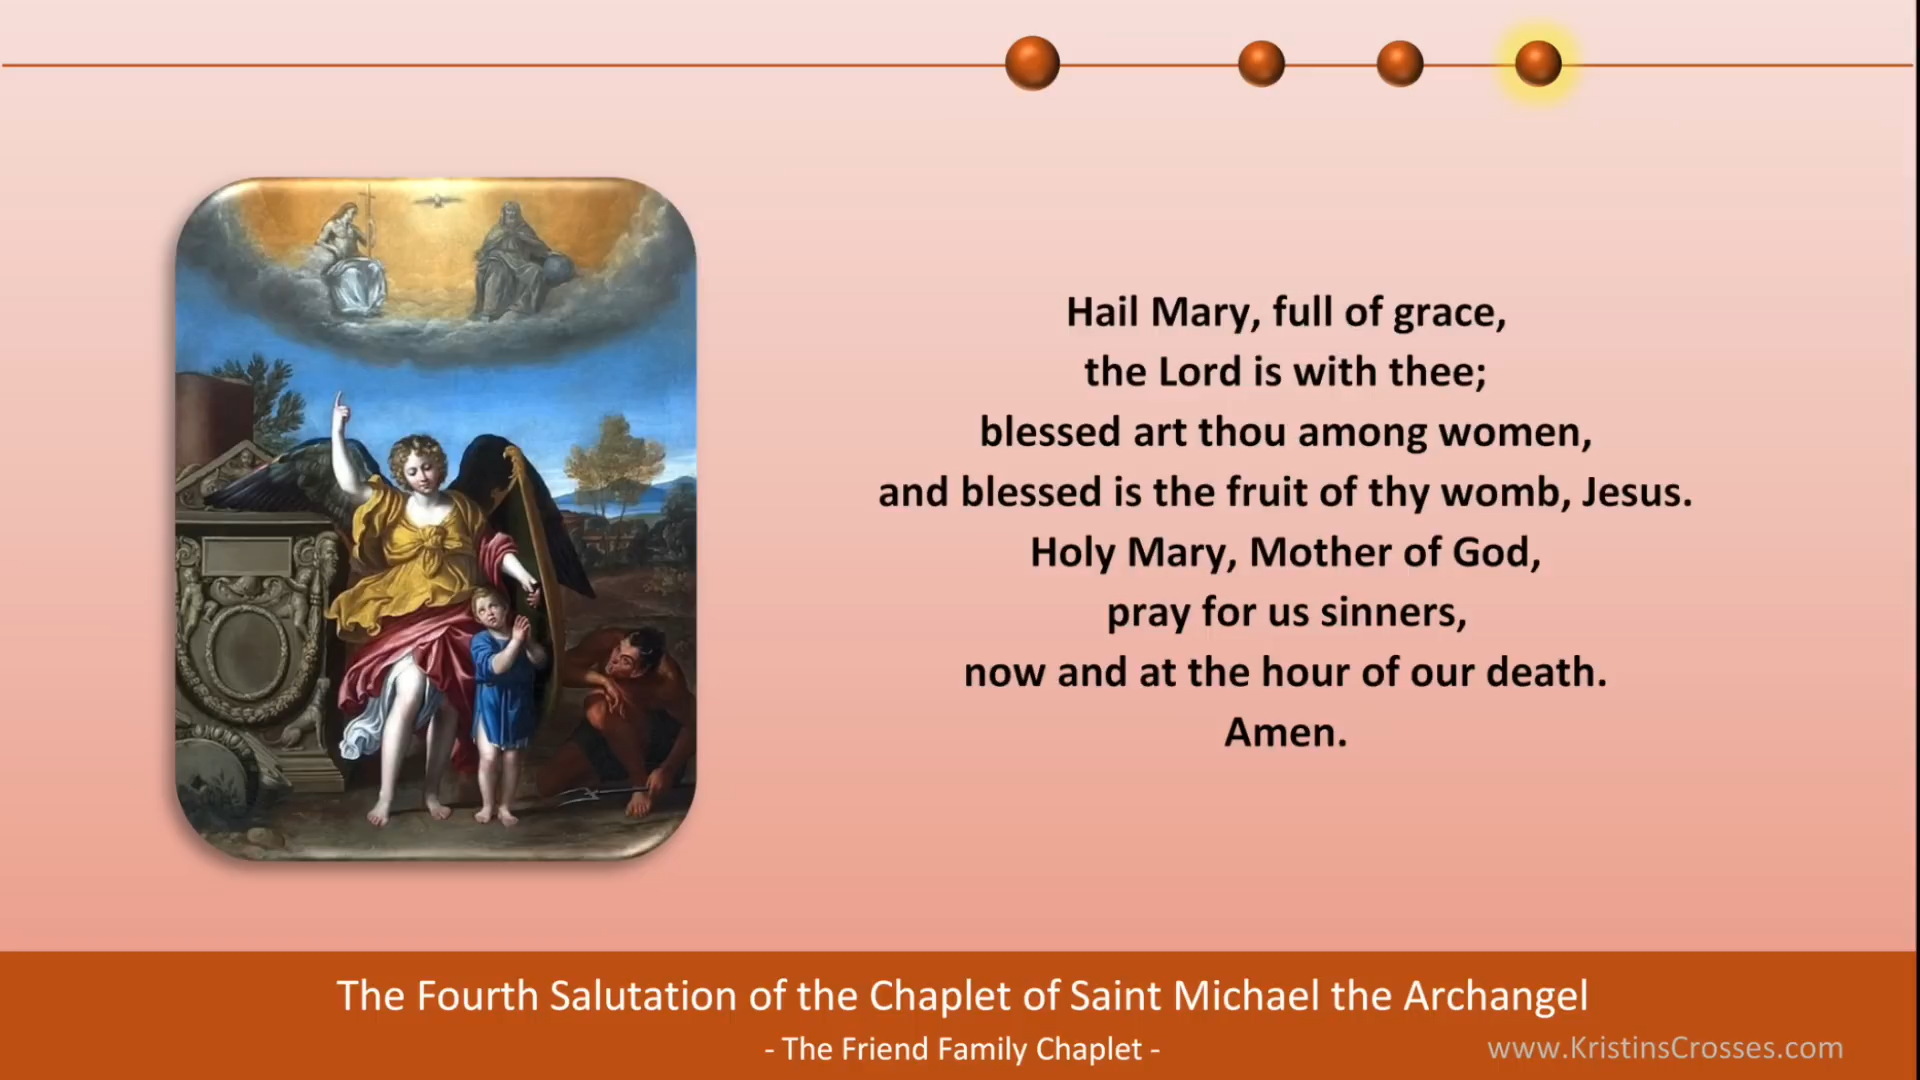 Hail Mary, full of grace,
the Lord is with thee;
blessed art thou among women,
and blessed is the fruit of thy womb, Jesus.
Holy Mary, Mother of God,
pray for us sinners,
now and at the hour of our death.
Amen.
The Fourth Salutation of the Chaplet of Saint Michael the Archangel
- The Friend Family Chaplet -
www.KristinsCrosses.com